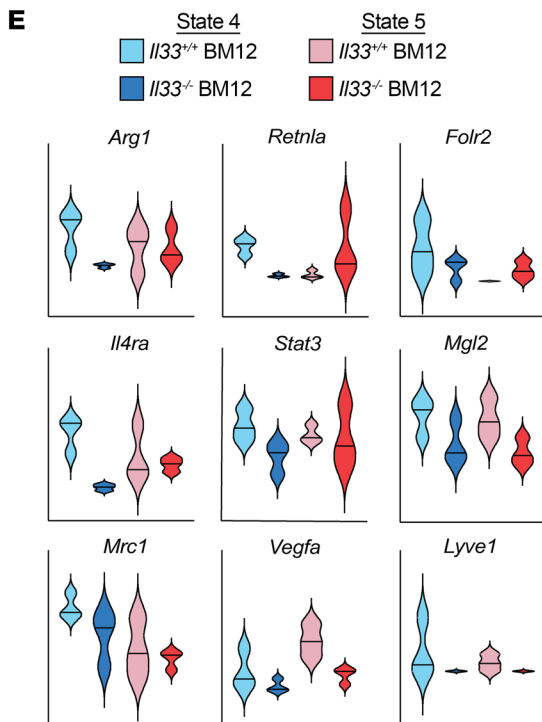 E
State 4 State 5
Il33+/+ BM12 Il33+/+ BM12
Il33-/- BM12 Il33-/- BM12
Arg1 Retnla Folr2
Il4ra Stat3 Mgl2
Mrc1 Vegfa Lyve1